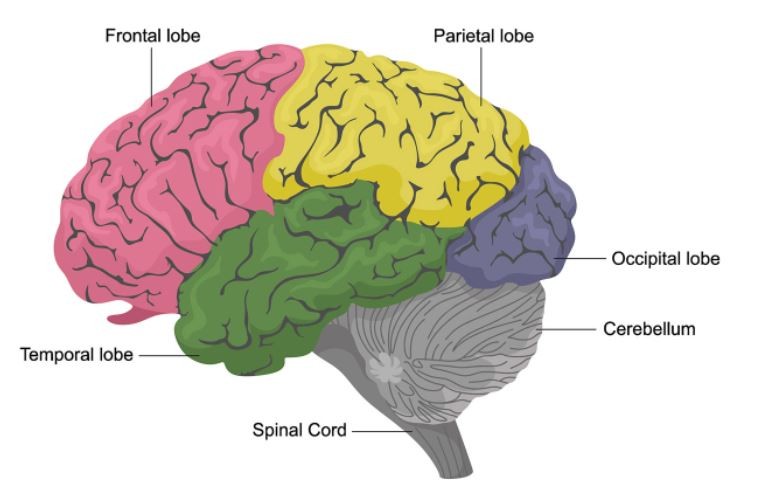 Frontal lobe
Parietal lobe
Occipital lobe
Cerebellum
Temporal lobe
Spinal Cord